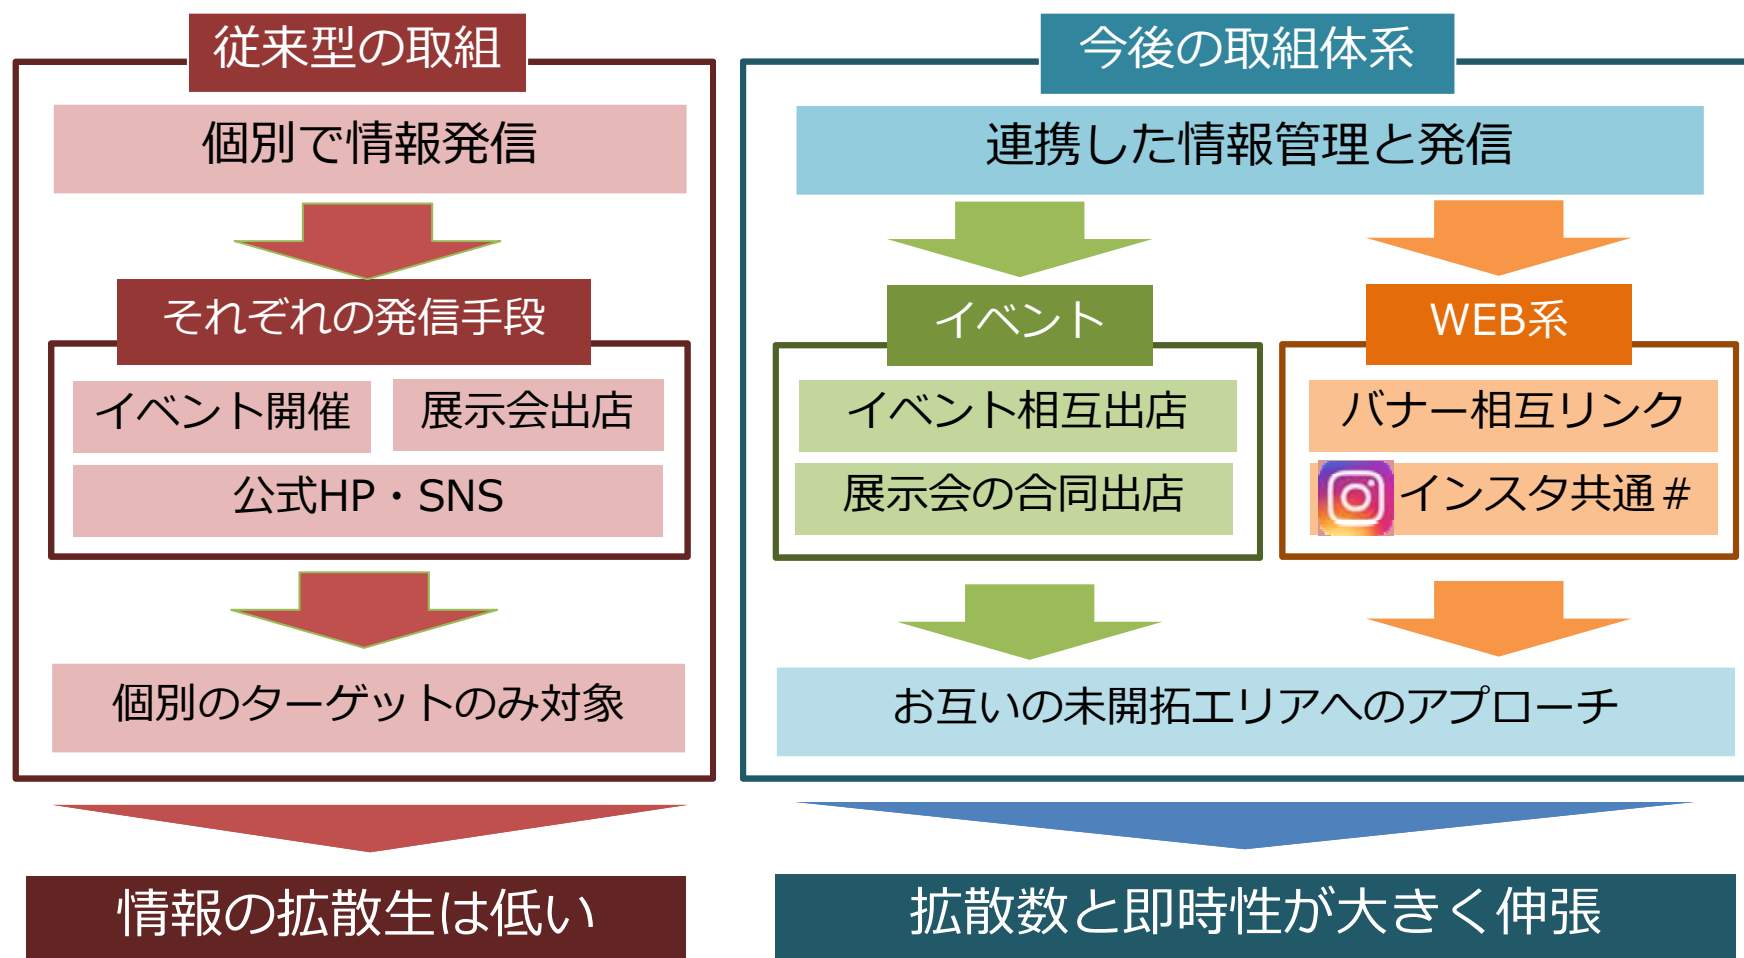 従来型の取組
個別で情報発信
それぞれの発信手段
イベント開催
展示会出店
公式HP・SNS
個別のターゲットのみ対象
情報の拡散生は低い
今後の取組体系
連携した情報管理と発信
イベント
イベント相互出店
展示会の合同出店
WEB系
バナー相互リンク
インスタ共通＃
お互いの未開拓エリアへのアプローチ
拡散数と即時性が大きく伸張